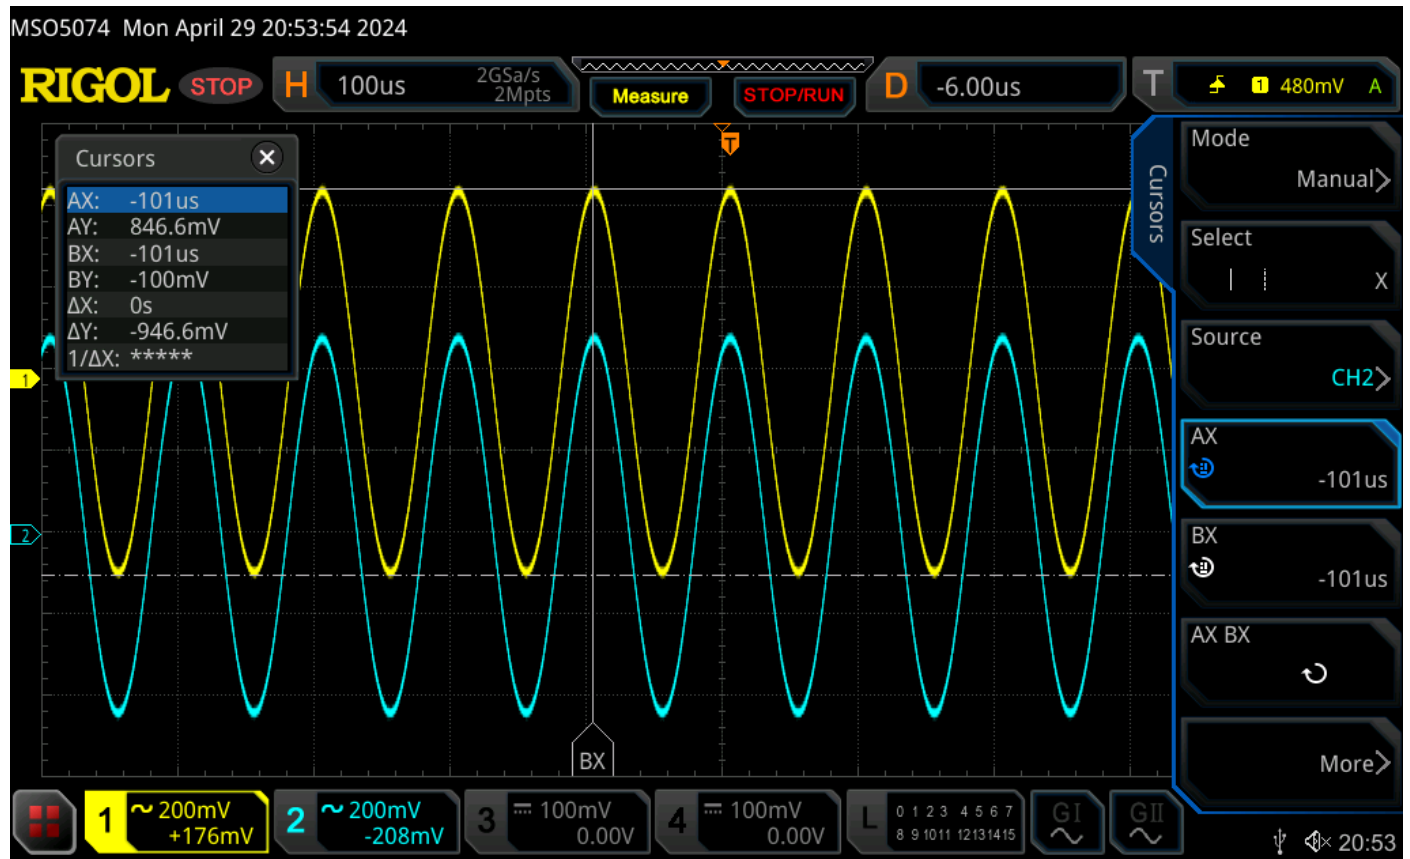 MSO5074 Mon April 29 20:53:54 2024
RIGOL STOP H 100us 2GSa/s 2Mpts Measure STOP/RUN D -6.00us T 1 480mV A
T
Cursors
AX: -101us
AY: 846.6mV
BX: -101us
BY: -100mV
ΔX: 0s
ΔY: -946.6mV
1/ΔX: *****
1
2
BX
Cursors
Mode
Manual>
Select
X
Source
CH2>
AX
-101us
BX
-101us
AX BX
More>
1 200mV
+176mV
2 200mV
-208mV
3 100mV
0.00V
4 100mV
0.00V
L 0 1 2 3 4 5 6 7
8 9 10 11 12 13 14 15
GI
GII
20:53